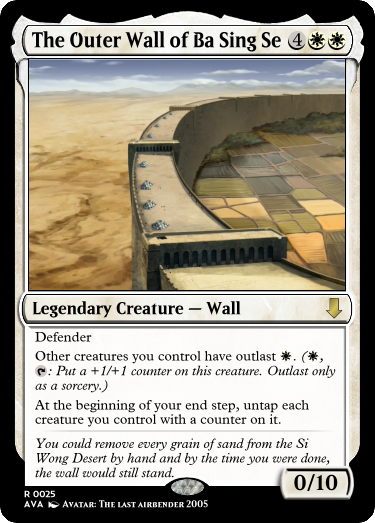 The Outer Wall of Ba Sing Se 4
Legendary Creature — Wall
Defender
Other creatures you control have outlast . (,
: Put a +1/+1 counter on this creature. Outlast only
as a sorcery.)
At the beginning of your end step, untap each
creature you control with a counter on it.
You could remove every grain of sand from the Si
Wong Desert by hand and by the time you were done,
the wall would still stand.
0/10
R 0025
AVA Avatar: The last airbender 2005